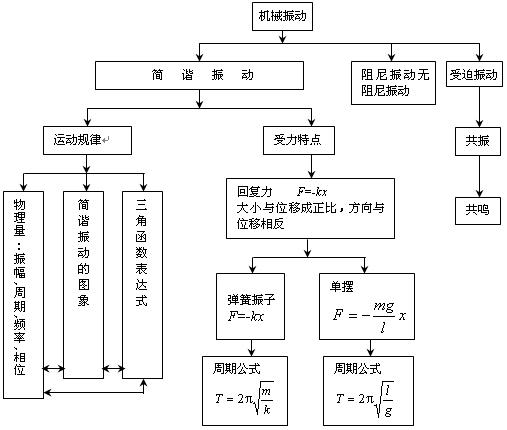 机械振动
简谐振动
阻尼振动无
阻尼振动
受迫振动
运动规律↵
受力特点
共振
共鸣
回复力 F=-kx
大小与位移成正比，方向与
位移相反
物理量：振幅、周期、频率、相位
简谐振动的图象
三角函数表达式
弹簧振子
F=-kx
单摆
F = -\frac{mg}{l} x
周期公式
T = 2π\sqrt{\frac{m}{k}}
周期公式
T = 2π\sqrt{\frac{l}{g}}